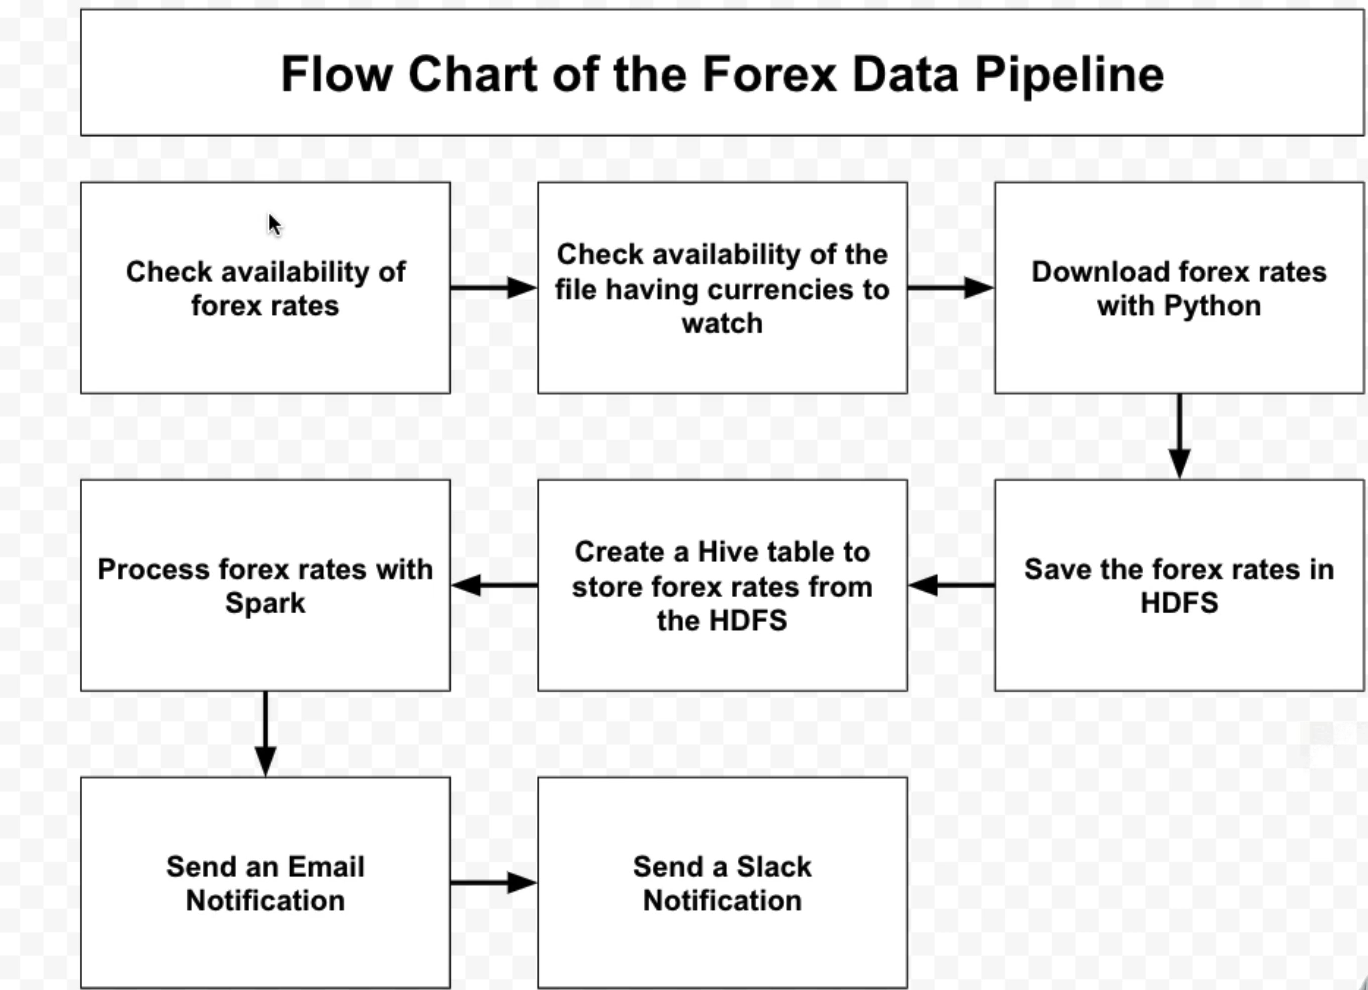 Flow Chart of the Forex Data Pipeline
Check availability of
forex rates
Check availability of the
file having currencies to
watch
Download forex rates
with Python
Save the forex rates in
HDFS
Create a Hive table to
store forex rates from
the HDFS
Process forex rates with
Spark
Send an Email
Notification
Send a Slack
Notification